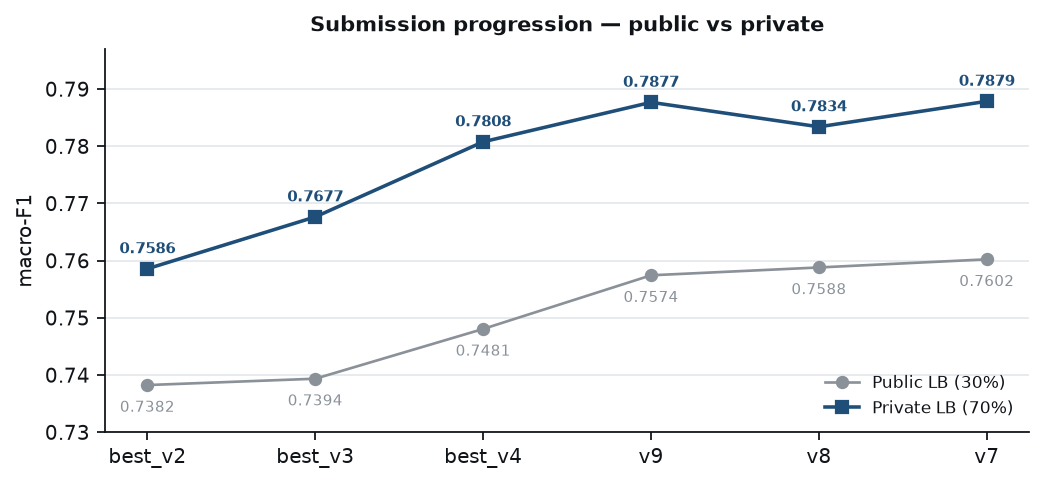 Submission progression — public vs private
macro-F1
0.79
0.78
0.77
0.76
0.75
0.74
0.73
0.7586
0.7677
0.7808
0.7877
0.7834
0.7879
0.7382
0.7394
0.7481
0.7574
0.7588
0.7602
Public LB (30%)
Private LB (70%)
best_v2
best_v3
best_v4
v9
v8
v7